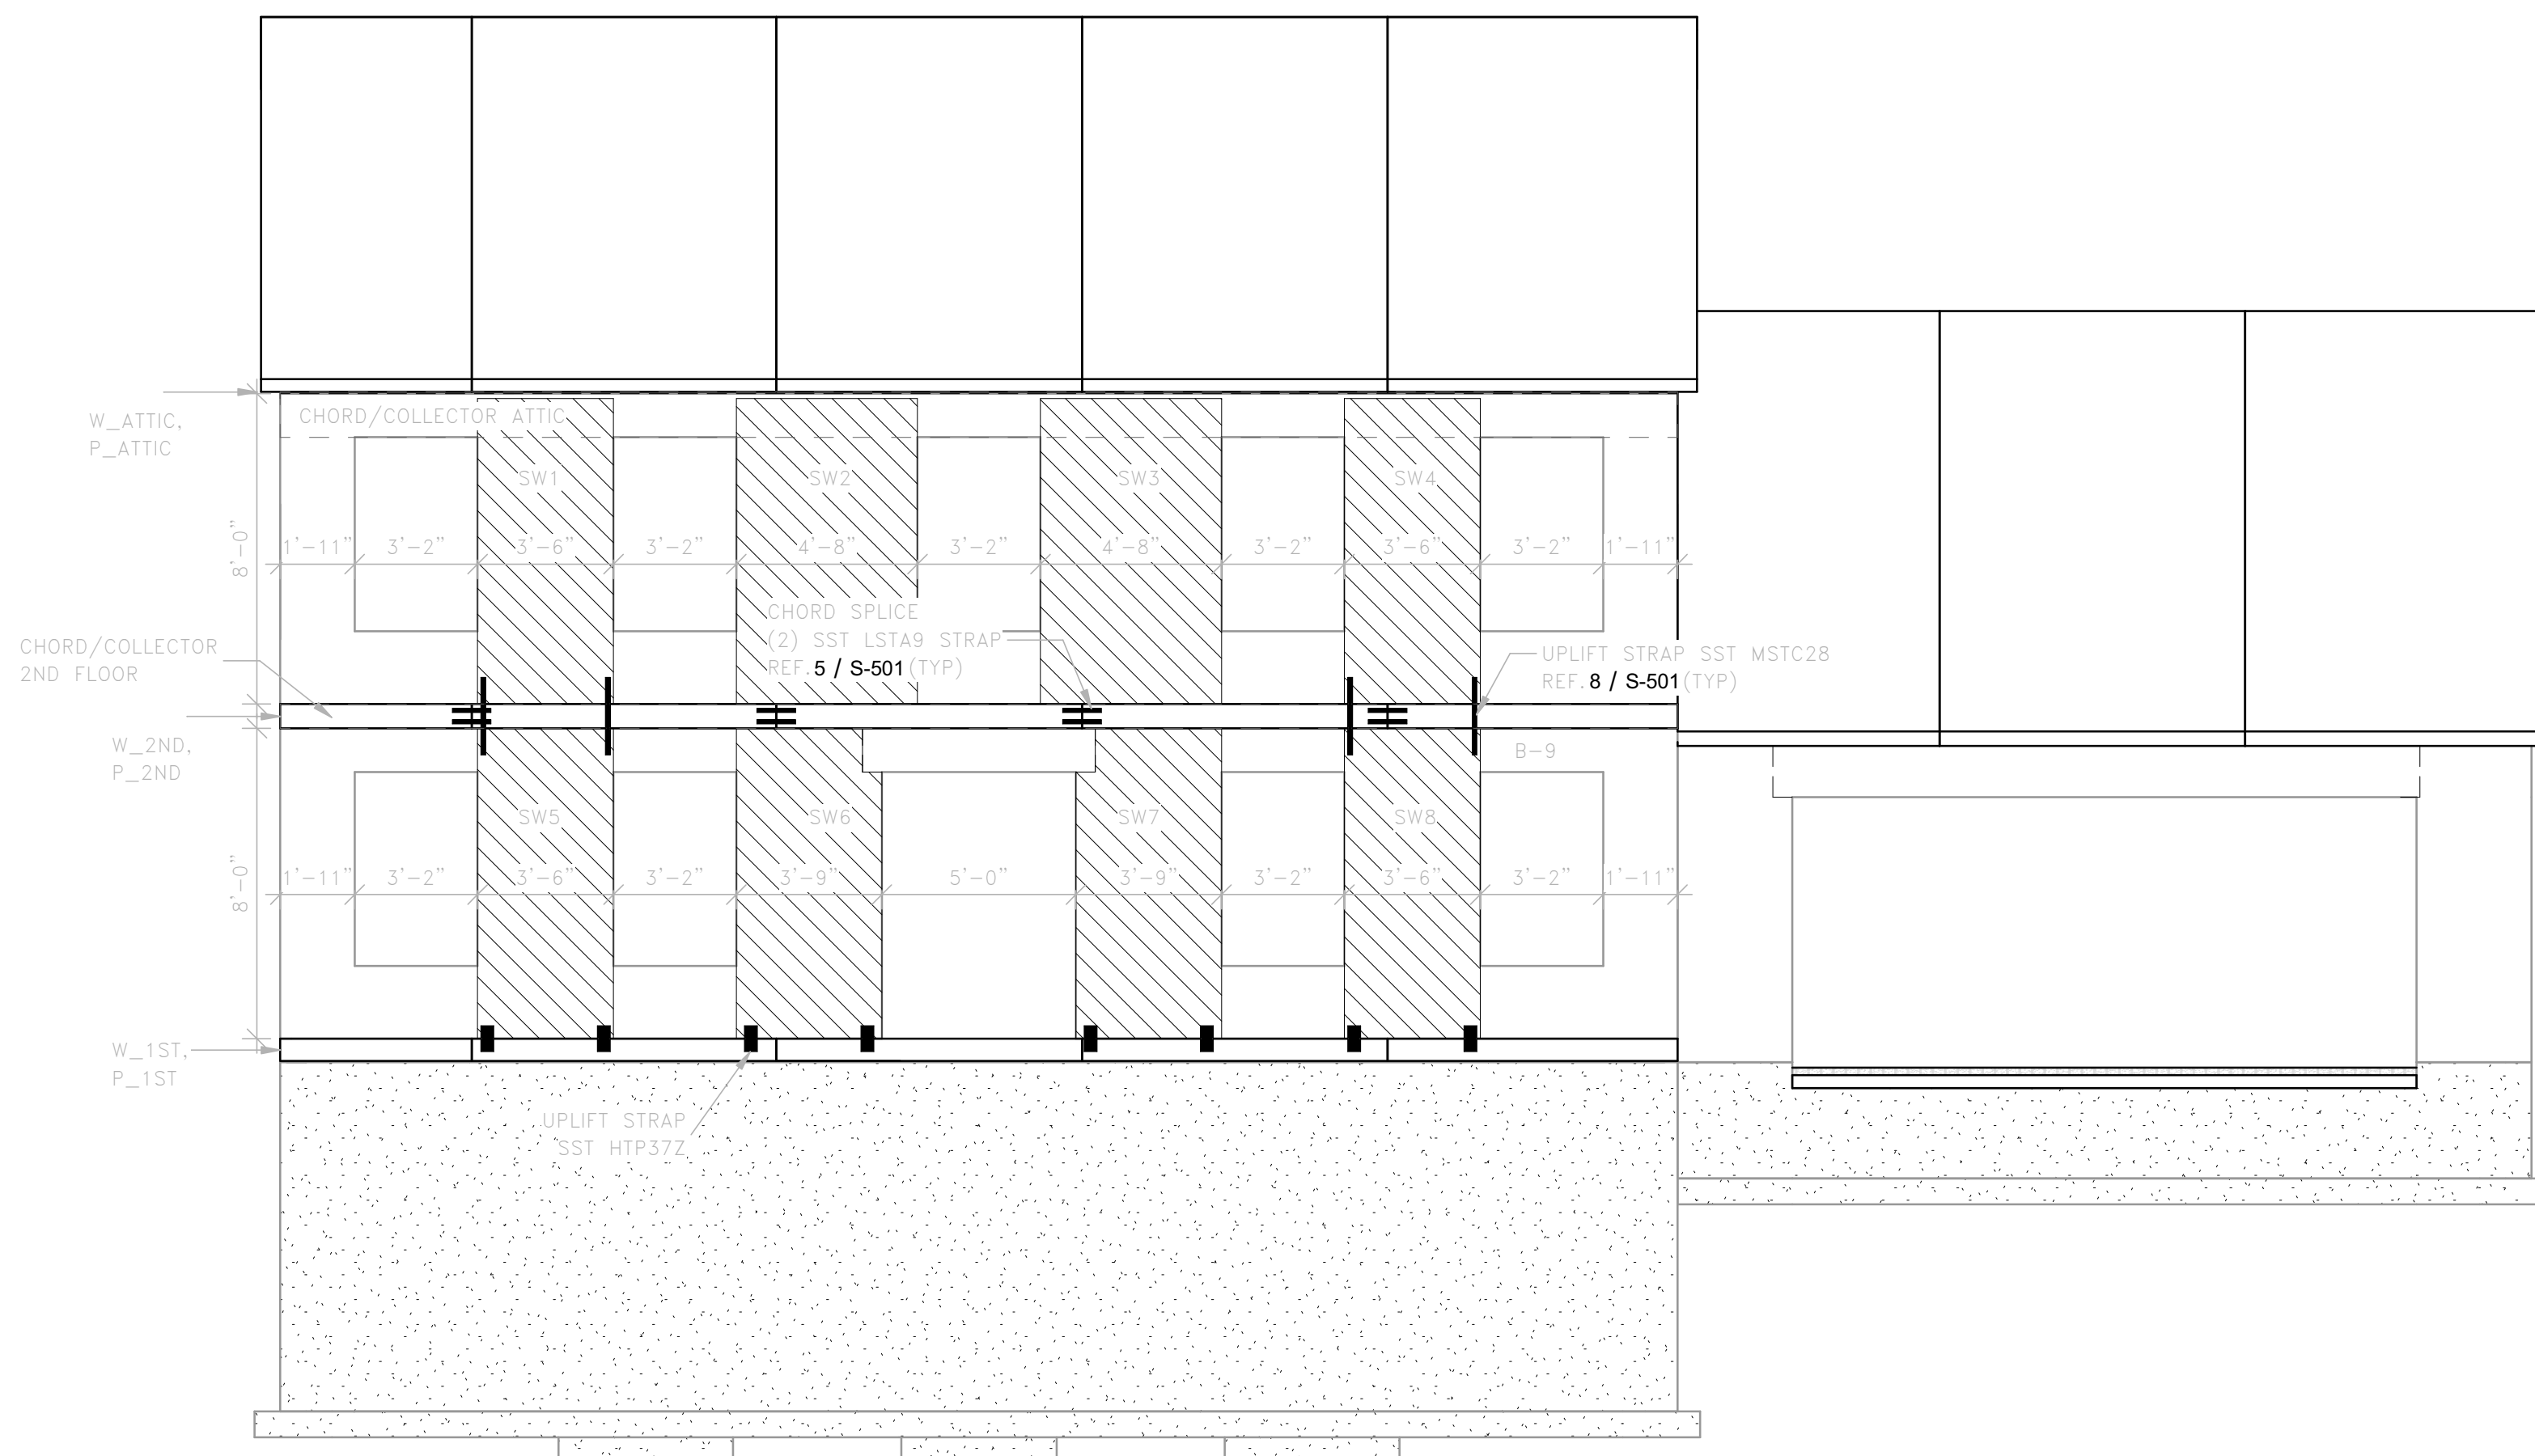 CHORD/COLLECTOR ATTIC
W_ATTIC,
P_ATTIC
SW1
SW2
SW3
SW4
8'-0"
1'-11"
3'-2"
3'-6"
3'-2"
4'-8"
3'-2"
4'-8"
3'-2"
3'-6"
3'-2"
1'-11"
CHORD SPLICE
(2) SST LSTA9 STRAP
REF. 5 / S-501 (TYP)
CHORD/COLLECTOR
2ND FLOOR
UPLIFT STRAP SST MSTC28
REF. 8 / S-501 (TYP)
W_2ND,
P_2ND
B-9
SW5
SW6
SW7
SW8
8'-0"
1'-11"
3'-2"
3'-6"
3'-2"
3'-9"
5'-0"
3'-9"
3'-2"
3'-6"
3'-2"
1'-11"
W_1ST,
P_1ST
UPLIFT STRAP
SST HTP37Z